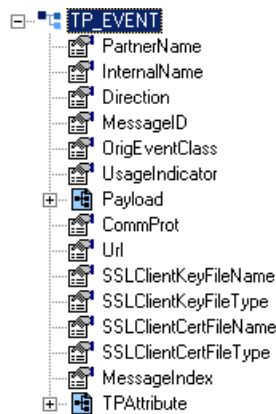 TP_EVENT
PartnerName
InternalName
Direction
MessageID
OrigEventClass
UsageIndicator
Payload
CommProt
Url
SSLClientKeyFileName
SSLClientKeyFileType
SSLClientCertFileName
SSLClientCertFileType
MessageIndex
TPAttribute